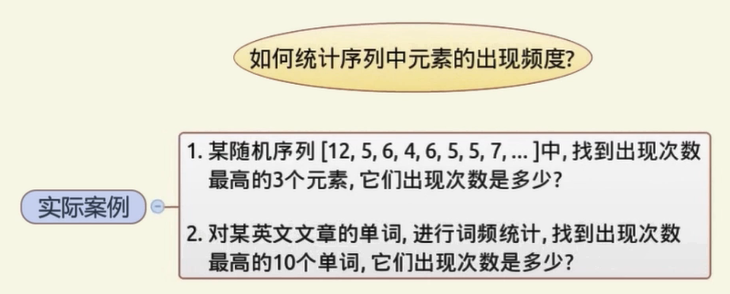 如何统计序列中元素的出现频度?
实际案例
1. 某随机序列 [12, 5, 6, 4, 6, 5, 5, 7, ... ]中, 找到出现次数
最高的3个元素, 它们出现次数是多少?
2. 对某英文文章的单词, 进行词频统计, 找到出现次数
最高的10个单词, 它们出现次数是多少?